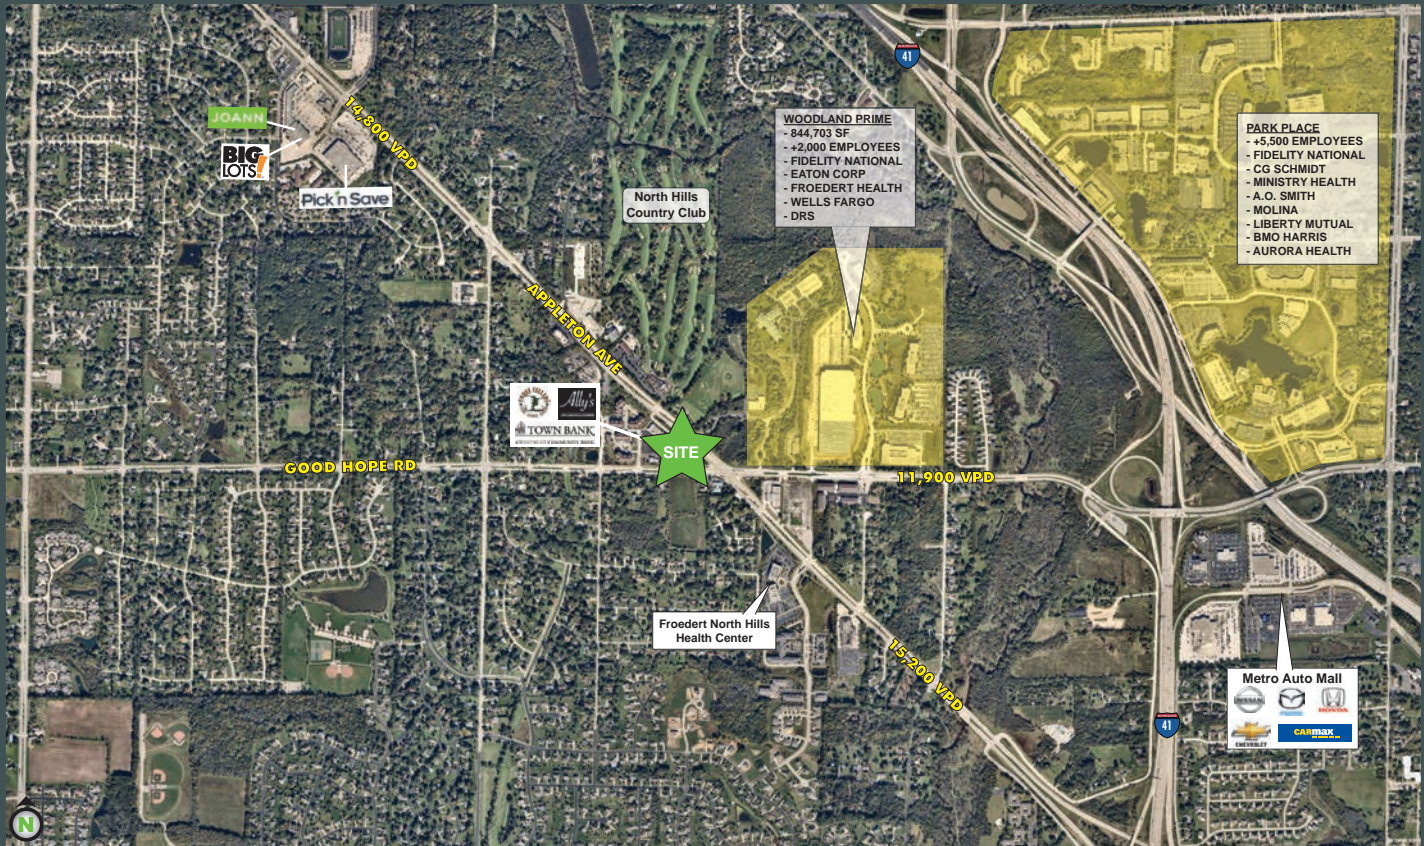 41
JOANN
14,800 VPD
BIG
LOTS!
Pick'n Save
North Hills
Country Club
WOODLAND PRIME
- 844,703 SF
- +2,000 EMPLOYEES
- FIDELITY NATIONAL
- EATON CORP
- FROEDERT HEALTH
- WELLS FARGO
- DRS
PARK PLACE
- +5,500 EMPLOYEES
- FIDELITY NATIONAL
- CG SCHMIDT
- MINISTRY HEALTH
- A.O. SMITH
- MOLINA
- LIBERTY MUTUAL
- BMO HARRIS
- AURORA HEALTH
APPLETON AVE
Ally's
TOWN BANK
SITE
GOOD HOPE RD
11,900 VPD
Froedert North Hills
Health Center
15,200 VPD
Metro Auto Mall
NISSAN
HONDA
CHEVROLET
CARMAX
41
N